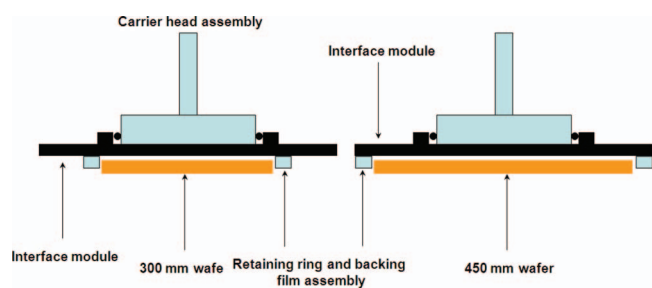 Carrier head assembly
Interface module
Interface module
300 mm wafe
Retaining ring and backing
film assembly
450 mm wafer